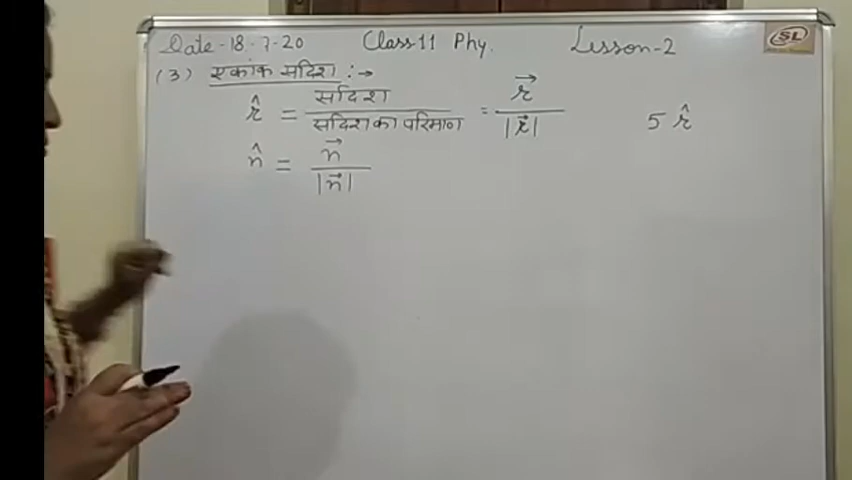 Date-18.7-20 Class-11 Phy. Lesson-2 SL
(3) एकांक सदिश :→
r̂ = सदिश / सदिश का परिमाण = r⃗ / |r⃗| 5 r̂
n̂ = n⃗ / |n⃗|